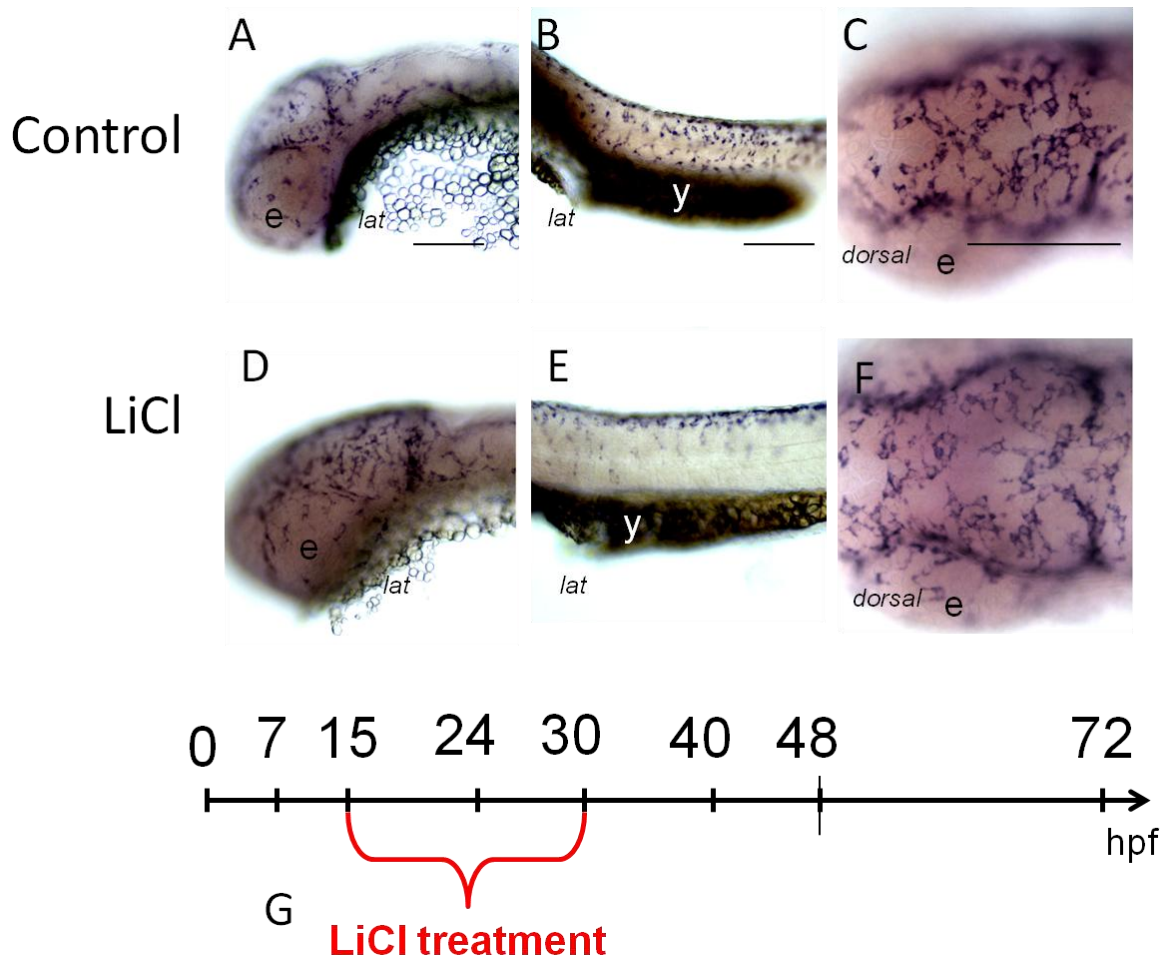 A
B
C
Control
e
lat
y
lat
dorsal
e
D
E
F
LiCl
e
lat
y
lat
dorsal
e
0 7 15 24 30 40 48 72
hpf
G
LiCl treatment